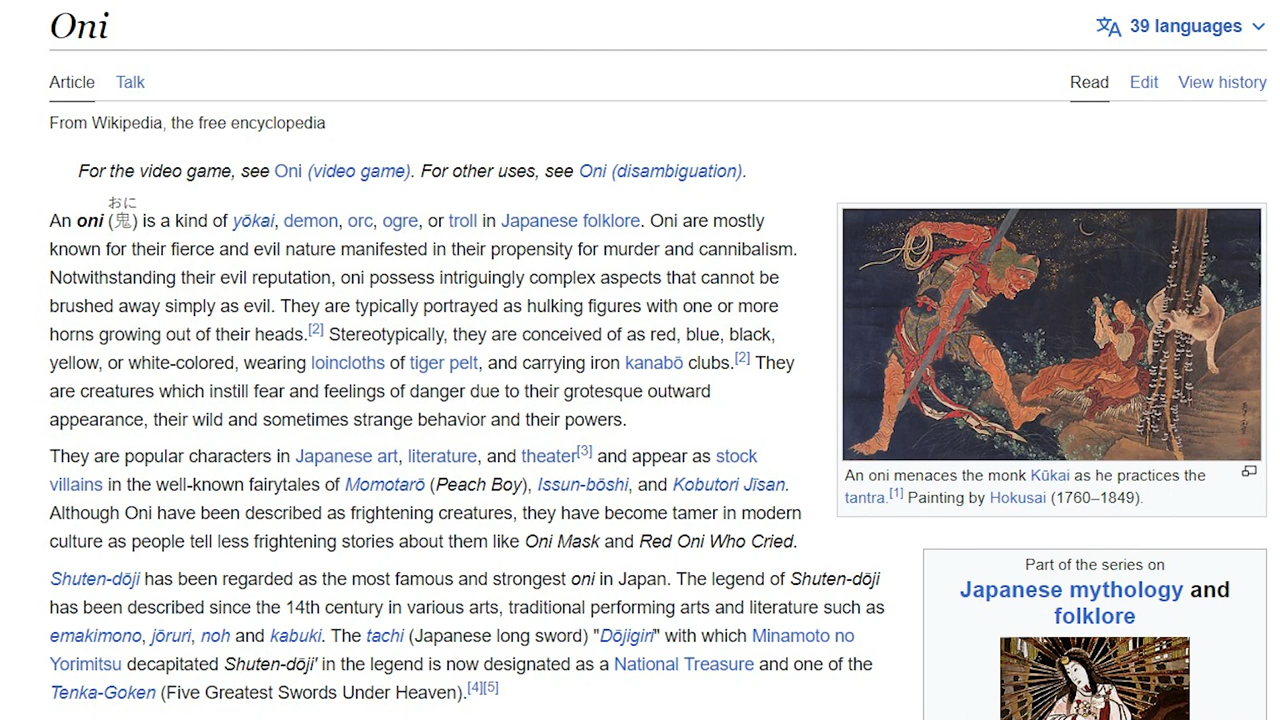 Oni
39 languages
Article Talk
Read Edit View history
From Wikipedia, the free encyclopedia
For the video game, see Oni (video game). For other uses, see Oni (disambiguation).
おに
An oni (鬼) is a kind of yōkai, demon, orc, ogre, or troll in Japanese folklore. Oni are mostly
known for their fierce and evil nature manifested in their propensity for murder and cannibalism.
Notwithstanding their evil reputation, oni possess intriguingly complex aspects that cannot be
brushed away simply as evil. They are typically portrayed as hulking figures with one or more
horns growing out of their heads.[2] Stereotypically, they are conceived of as red, blue, black,
yellow, or white-colored, wearing loincloths of tiger pelt, and carrying iron kanabō clubs.[2] They
are creatures which instill fear and feelings of danger due to their grotesque outward
appearance, their wild and sometimes strange behavior and their powers.
They are popular characters in Japanese art, literature, and theater[3] and appear as stock
villains in the well-known fairytales of Momotarō (Peach Boy), Issun-bōshi, and Kobutori Jīsan.
Although Oni have been described as frightening creatures, they have become tamer in modern
culture as people tell less frightening stories about them like Oni Mask and Red Oni Who Cried.
Shuten-dōji has been regarded as the most famous and strongest oni in Japan. The legend of Shuten-dōji
has been described since the 14th century in various arts, traditional performing arts and literature such as
emakimono, jōruri, noh and kabuki. The tachi (Japanese long sword) "Dōjigiri" with which Minamoto no
Yorimitsu decapitated Shuten-dōji' in the legend is now designated as a National Treasure and one of the
Tenka-Goken (Five Greatest Swords Under Heaven).[4][5]
An oni menaces the monk Kūkai as he practices the
tantra.[1] Painting by Hokusai (1760–1849).
Part of the series on
Japanese mythology and
folklore